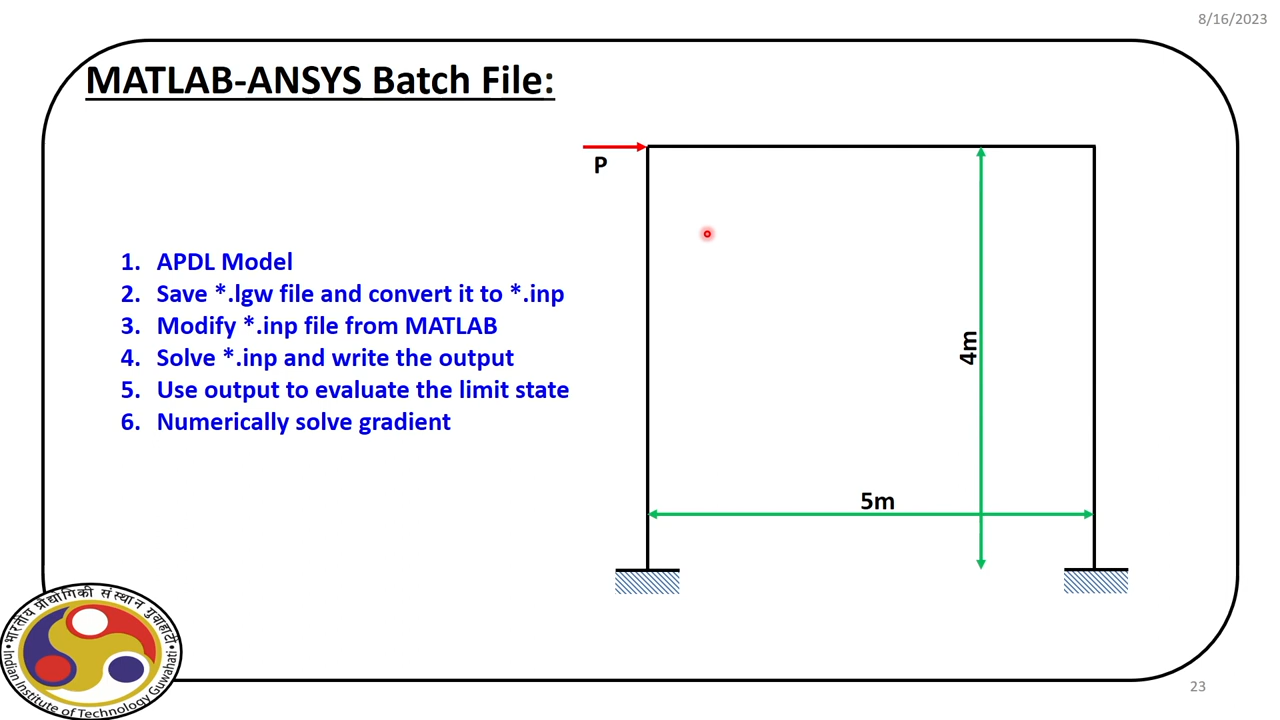 8/16/2023
MATLAB-ANSYS Batch File:
P
1. APDL Model
2. Save *.lgw file and convert it to *.inp
3. Modify *.inp file from MATLAB
4. Solve *.inp and write the output
5. Use output to evaluate the limit state
6. Numerically solve gradient
4m
5m
भारतीय प्रौद्योगिकी संस्थान गुवाहाटी
Indian Institute of Technology Guwahati
23